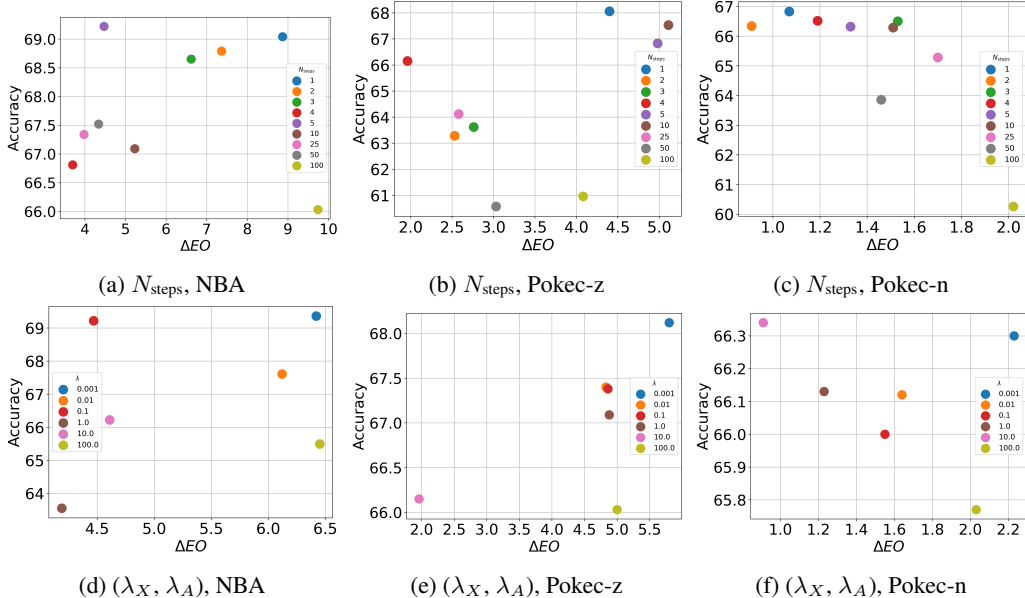 Accuracy
69.0
68.5
68.0
67.5
67.0
66.5
66.0
4 5 6 7 8 9 10
ΔEO
N_steps
1
2
3
4
5
10
25
50
100
(a) N_steps, NBA
Accuracy
68
67
66
65
64
63
62
61
2.0 2.5 3.0 3.5 4.0 4.5 5.0
ΔEO
N_steps
1
2
3
4
5
10
25
50
100
(b) N_steps, Pokec-z
Accuracy
67
66
65
64
63
62
61
60
1.0 1.2 1.4 1.6 1.8 2.0
ΔEO
N_steps
1
2
3
4
5
10
25
50
100
(c) N_steps, Pokec-n
Accuracy
69
68
67
66
65
64
4.5 5.0 5.5 6.0 6.5
ΔEO
λ
0.001
0.01
0.1
1.0
10.0
100.0
(d) (λ_X, λ_A), NBA
Accuracy
68.0
67.5
67.0
66.5
66.0
2.0 2.5 3.0 3.5 4.0 4.5 5.0 5.5
ΔEO
λ
0.001
0.01
0.1
1.0
10.0
100.0
(e) (λ_X, λ_A), Pokec-z
Accuracy
66.3
66.2
66.1
66.0
65.9
65.8
1.0 1.2 1.4 1.6 1.8 2.0 2.2
ΔEO
λ
0.001
0.01
0.1
1.0
10.0
100.0
(f) (λ_X, λ_A), Pokec-n